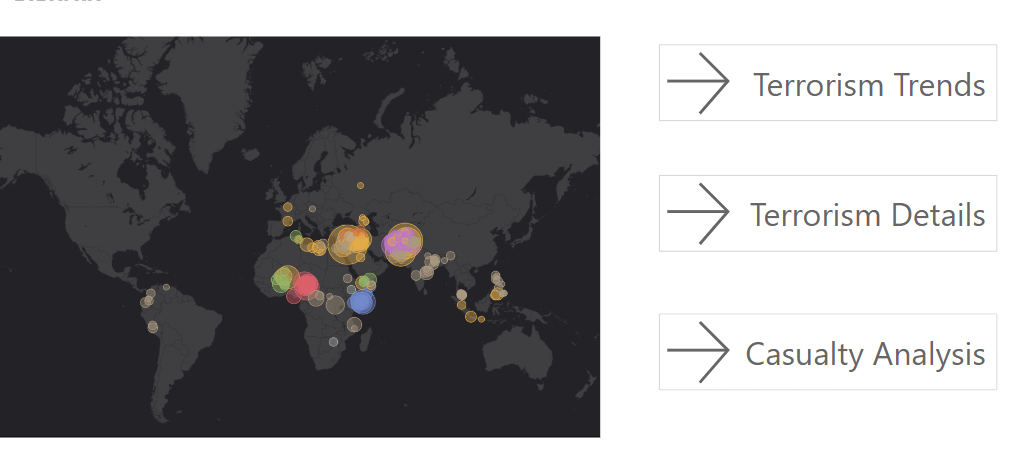 Terrorism Trends
Terrorism Details
Casualty Analysis